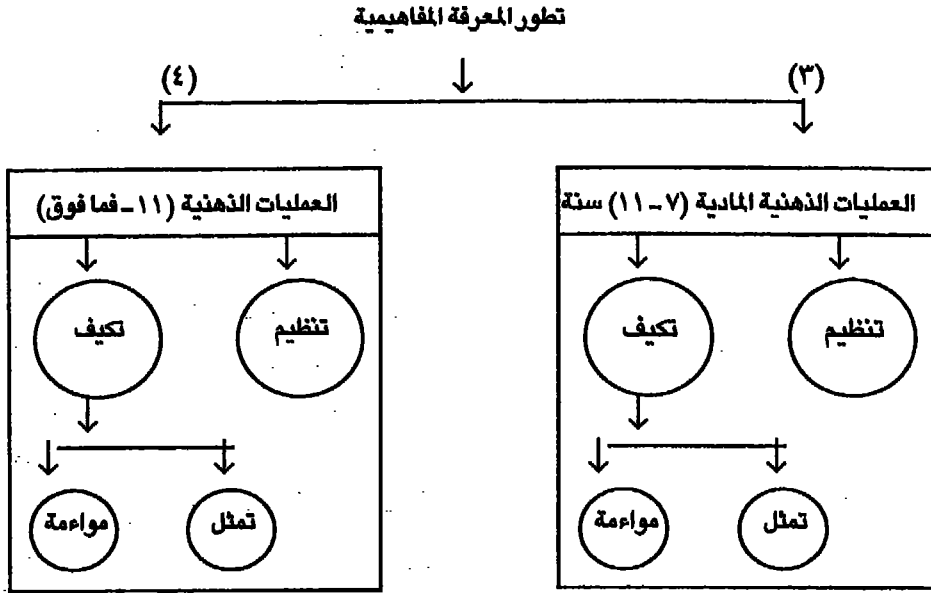 تطور المعرفة المفاهيمية
(٣)
(٤)
العمليات الذهنية المادية (٧-١١) سنة
العمليات الذهنية (١١-فما فوق)
تنظيم
تكيف
تنظيم
تكيف
تمثل
مواءمة
تمثل
مواءمة